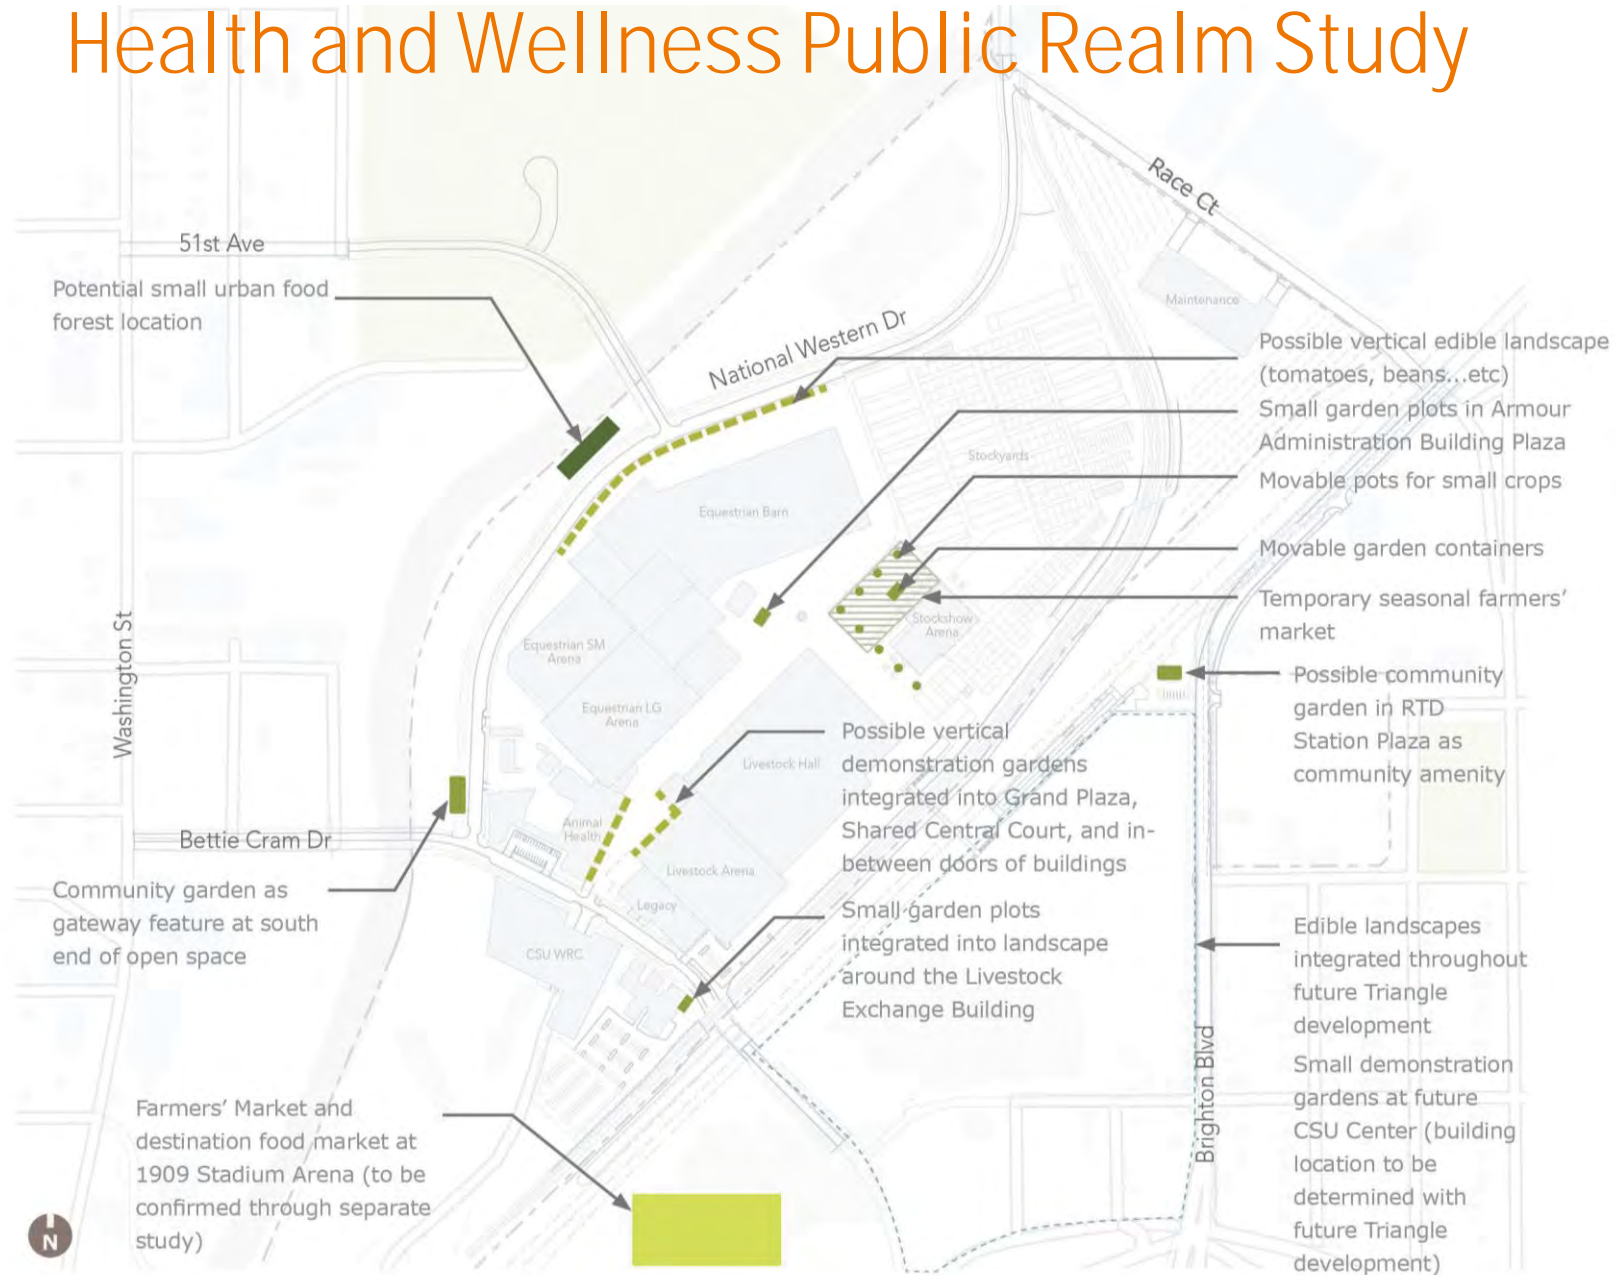 Health and Wellness Public Realm Study
Race Ct
51st Ave
Potential small urban food
forest location
Maintenance
National Western Dr
Possible vertical edible landscape
(tomatoes, beans...etc)
Small garden plots in Armour
Administration Building Plaza
Stockyards
Movable pots for small crops
Equestrian Barn
Movable garden containers
Temporary seasonal farmers'
market
Stockshow
Arena
Equestrian SM
Arena
Washington St
Possible community
garden in RTD
Station Plaza as
community amenity
Equestrian LG
Arena
Possible vertical
demonstration gardens
integrated into Grand Plaza,
Shared Central Court, and in-
between doors of buildings
Livestock Hall
Animal
Health
Bettie Cram Dr
Livestock Arena
Community garden as
gateway feature at south
end of open space
Legacy
Small garden plots
integrated into landscape
around the Livestock
Exchange Building
CSU WRC
Edible landscapes
integrated throughout
future Triangle
development
Brighton Blvd
Small demonstration
gardens at future
CSU Center (building
location to be
determined with
future Triangle
development)
Farmers' Market and
destination food market at
1909 Stadium Arena (to be
confirmed through separate
study)
N